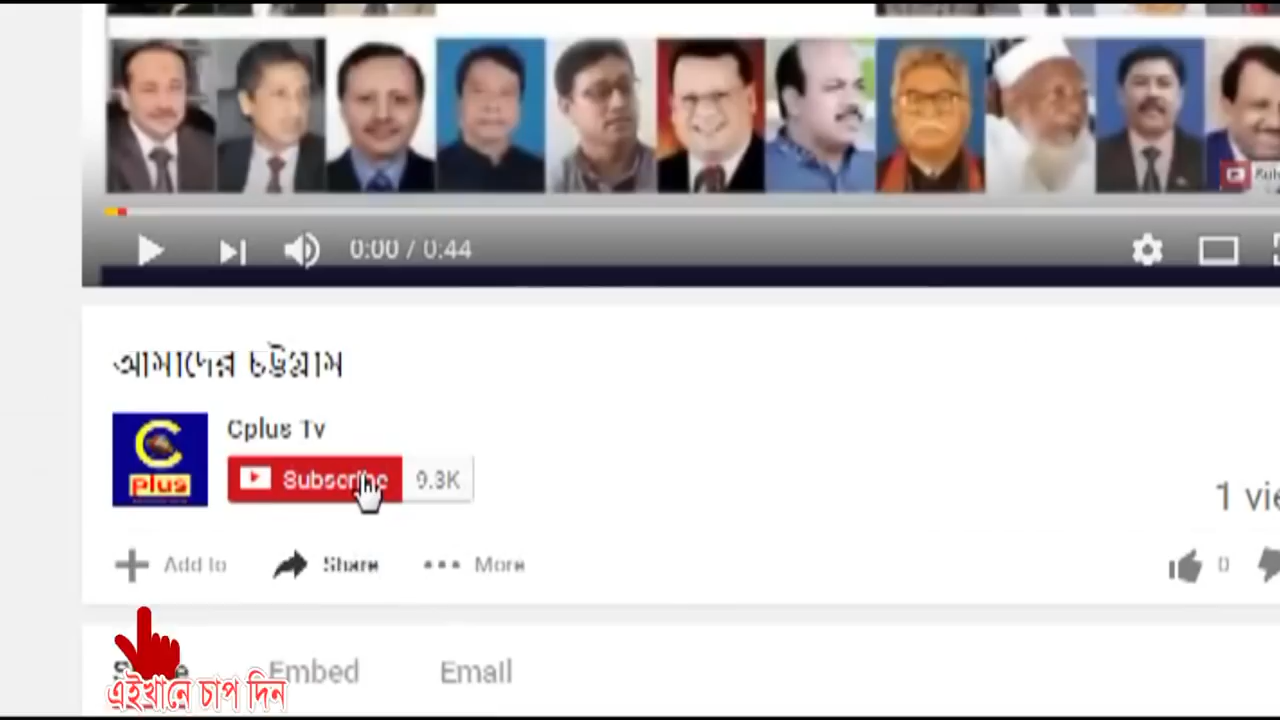 0:00 / 0:44
আমাদের চট্টগ্রাম
C
plus
Cplus Tv
Subscribe 9.3K
1
Add to Share More
0
Embed Email
এইখানে চাপ দিন